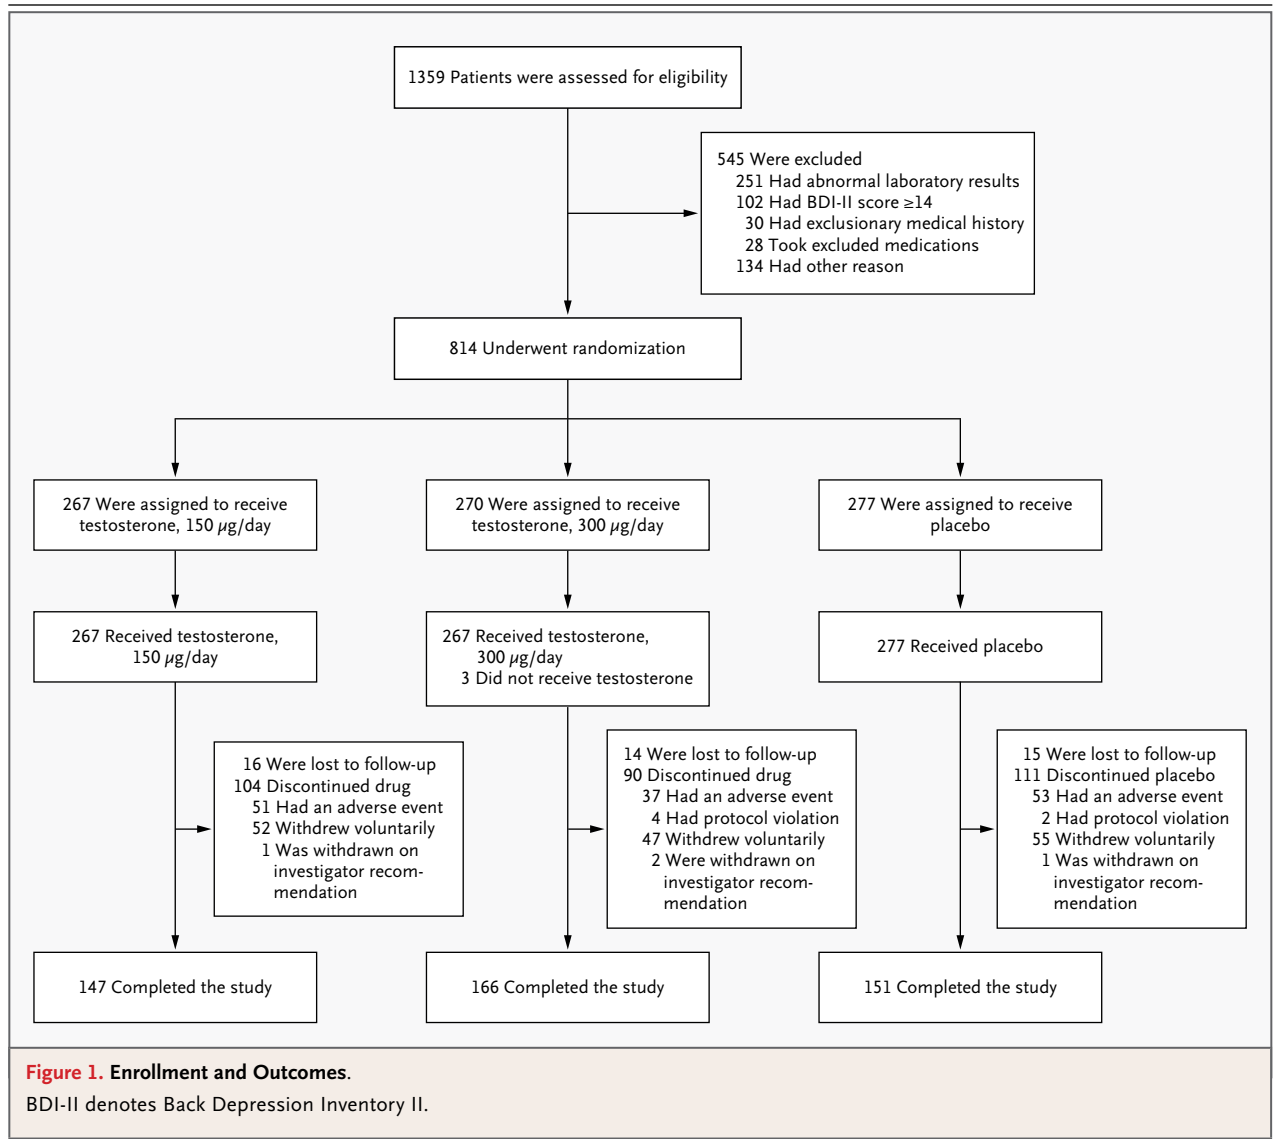 1359 Patients were assessed for eligibility
545 Were excluded
251 Had abnormal laboratory results
102 Had BDI-II score ≥14
30 Had exclusionary medical history
28 Took excluded medications
134 Had other reason
814 Underwent randomization
267 Were assigned to receive
testosterone, 150 µg/day
270 Were assigned to receive
testosterone, 300 µg/day
277 Were assigned to receive
placebo
267 Received testosterone,
150 µg/day
267 Received testosterone,
300 µg/day
3 Did not receive testosterone
277 Received placebo
16 Were lost to follow-up
104 Discontinued drug
51 Had an adverse event
52 Withdrew voluntarily
1 Was withdrawn on
investigator recom-
mendation
14 Were lost to follow-up
90 Discontinued drug
37 Had an adverse event
4 Had protocol violation
47 Withdrew voluntarily
2 Were withdrawn on
investigator recom-
mendation
15 Were lost to follow-up
111 Discontinued placebo
53 Had an adverse event
2 Had protocol violation
55 Withdrew voluntarily
1 Was withdrawn on
investigator recom-
mendation
147 Completed the study
166 Completed the study
151 Completed the study
Figure 1. Enrollment and Outcomes.
BDI-II denotes Back Depression Inventory II.